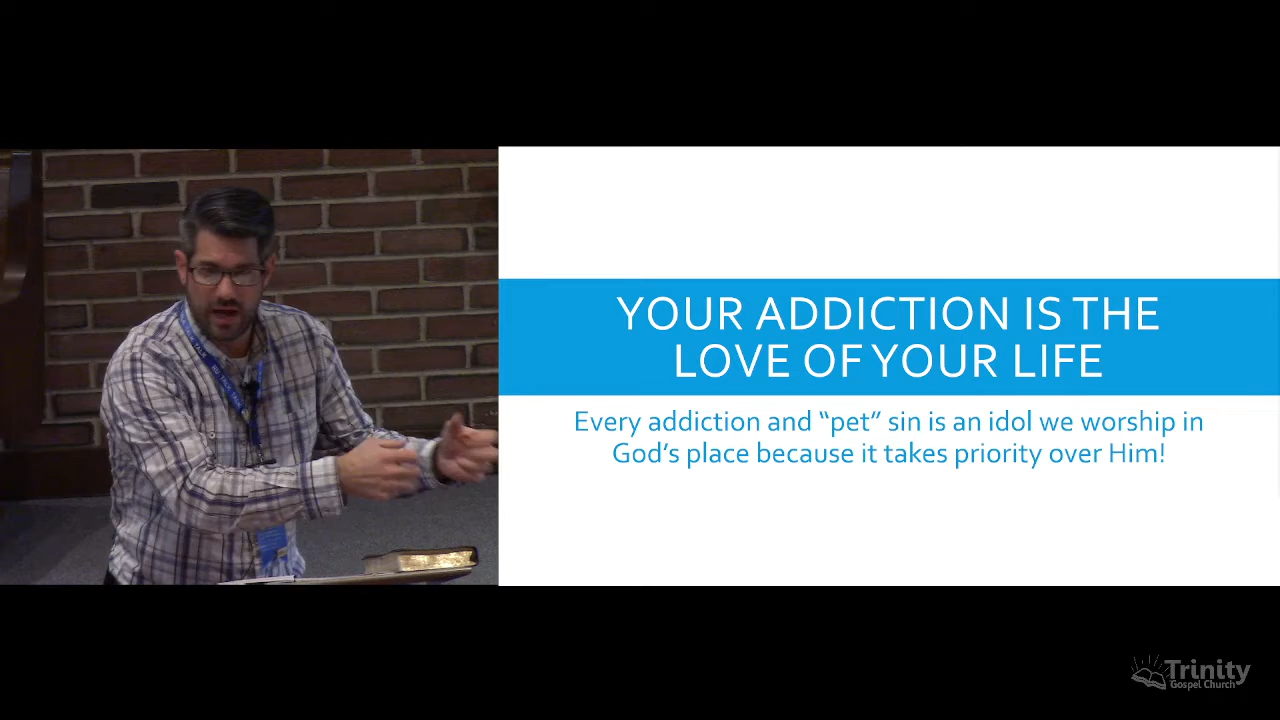 YOUR ADDICTION IS THE
LOVE OF YOUR LIFE
Every addiction and “pet” sin is an idol we worship in
God’s place because it takes priority over Him!
Trinity
Gospel Church